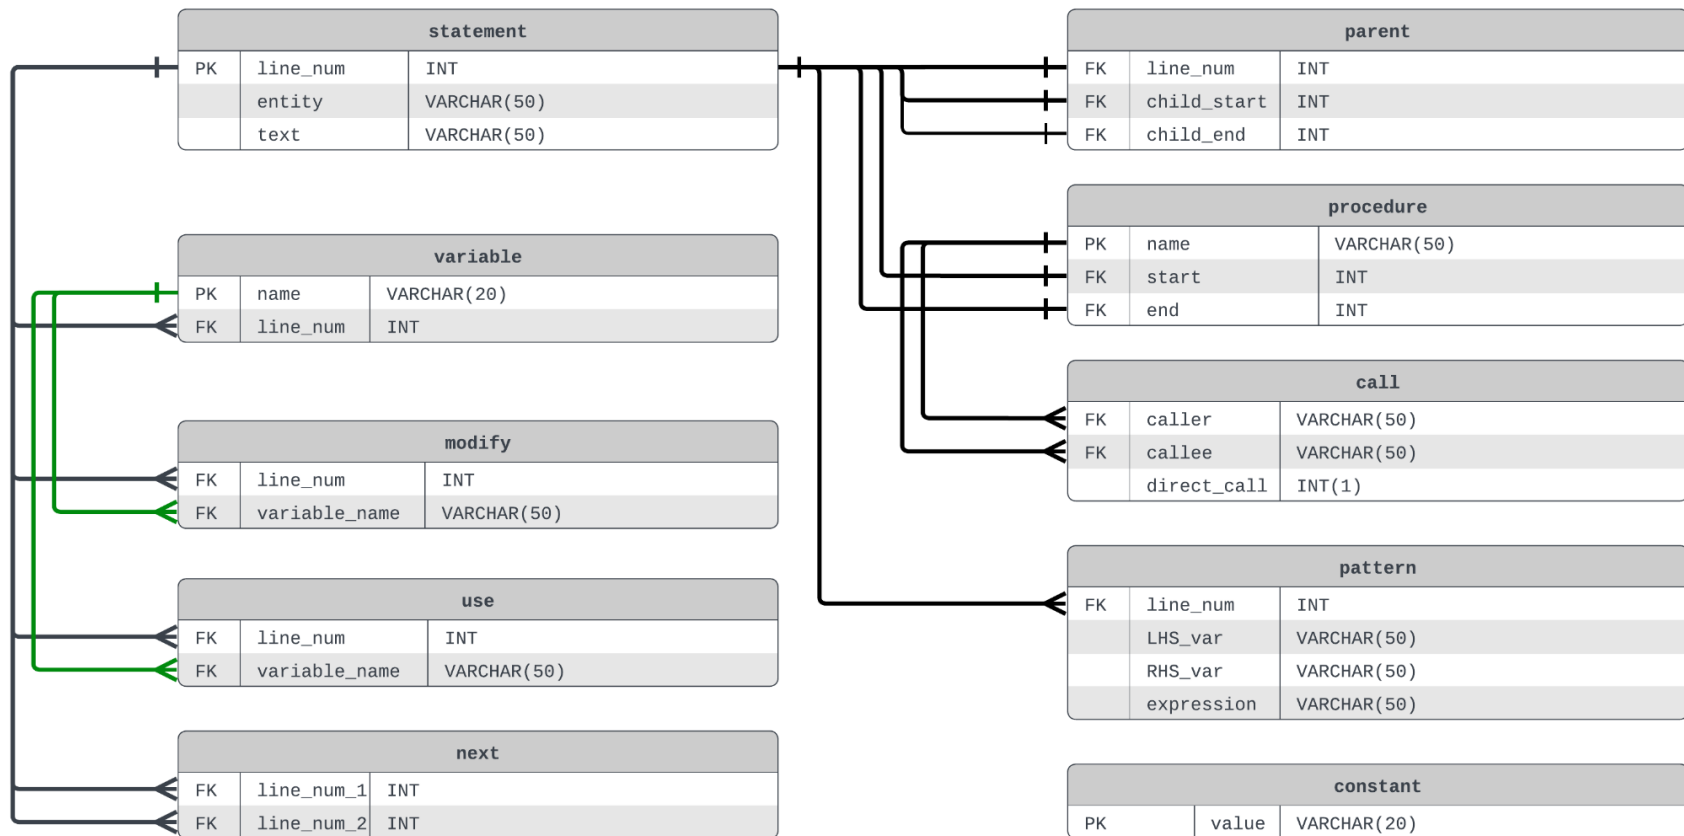 statement
PK line_num INT
entity VARCHAR(50)
text VARCHAR(50)
variable
PK name VARCHAR(20)
FK line_num INT
modify
FK line_num INT
FK variable_name VARCHAR(50)
use
FK line_num INT
FK variable_name VARCHAR(50)
next
FK line_num_1 INT
FK line_num_2 INT
parent
FK line_num INT
FK child_start INT
FK child_end INT
procedure
PK name VARCHAR(50)
FK start INT
FK end INT
call
FK caller VARCHAR(50)
FK callee VARCHAR(50)
direct_call INT(1)
pattern
FK line_num INT
LHS_var VARCHAR(50)
RHS_var VARCHAR(50)
expression VARCHAR(50)
constant
PK value VARCHAR(20)